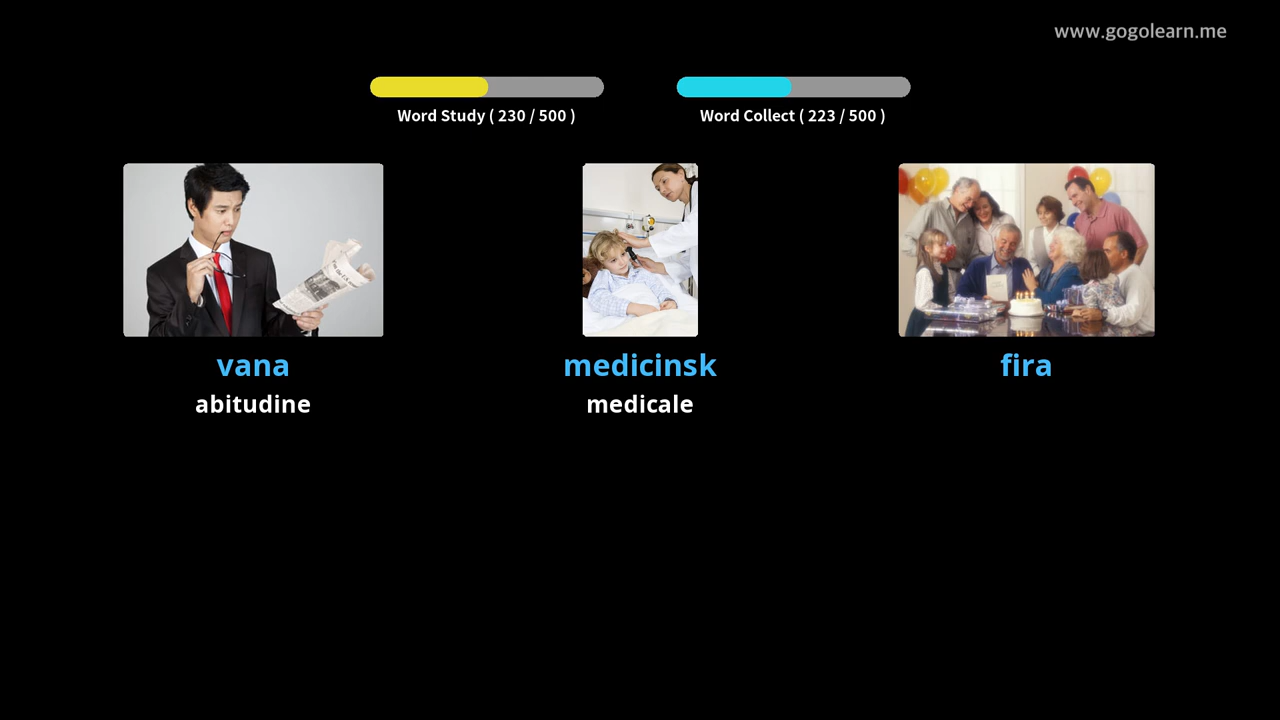 www.gogolearn.me
Word Study ( 230 / 500 )
Word Collect ( 223 / 500 )
vana
medicinsk
fira
abitudine
medicale